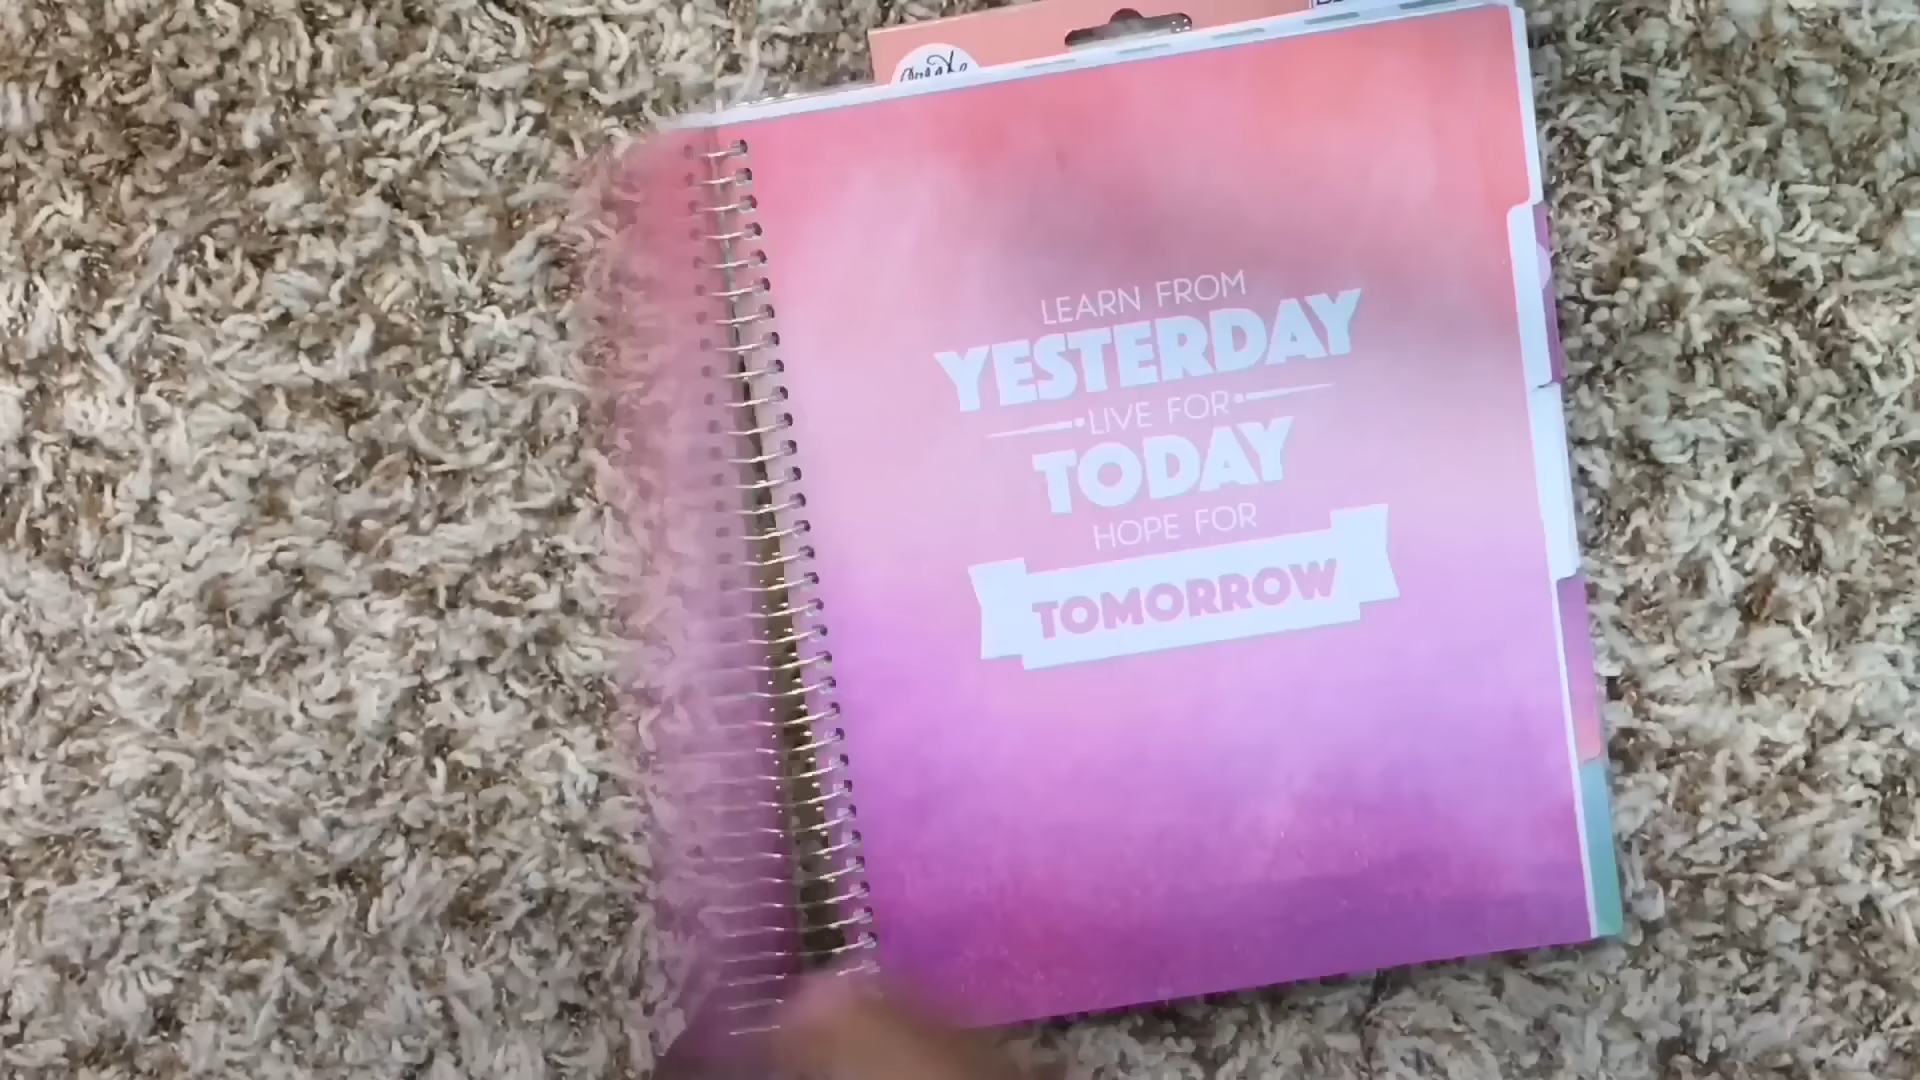 LEARN FROM
YESTERDAY
LIVE FOR
TODAY
HOPE FOR
TOMORROW